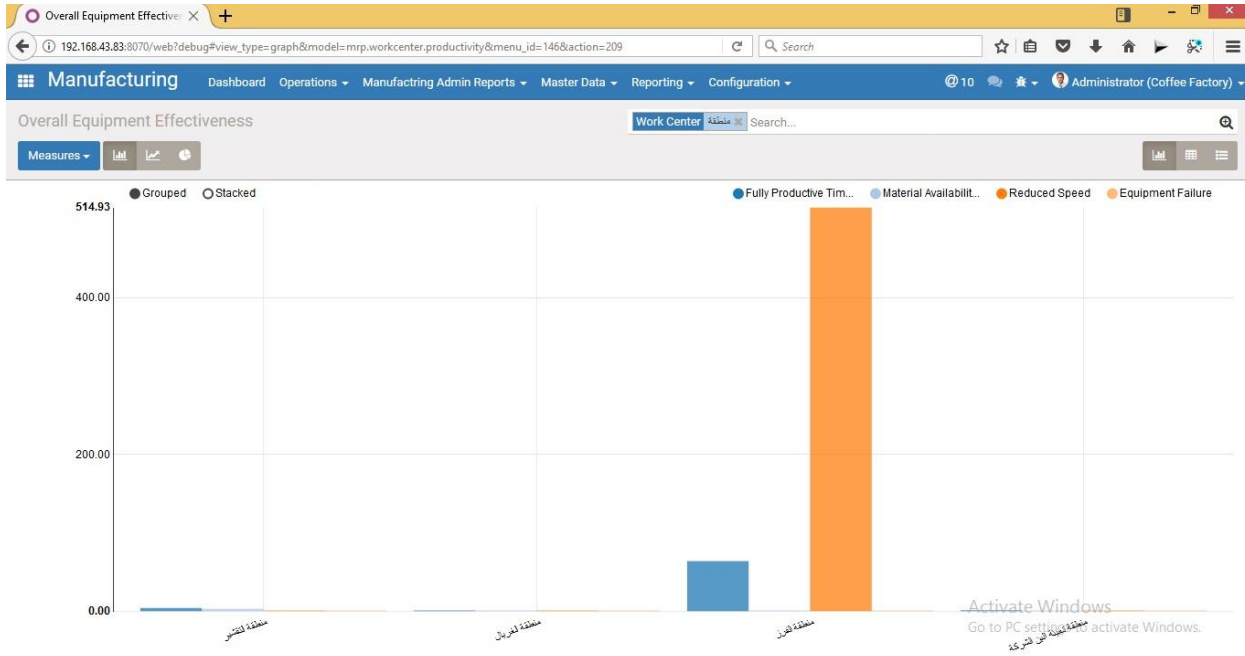 Overall Equipment Effective
192.168.43.83:8070/web?debug#view_type=graph&model=mrp.workcenter.productivity&menu_id=146&action=209
Search
Manufacturing Dashboard Operations Manufactring Admin Reports Master Data Reporting Configuration @10 Administrator (Coffee Factory)
Overall Equipment Effectiveness
Work Center منطقة Search...
Measures
Grouped Stacked Fully Productive Tim... Material Availabilit... Reduced Speed Equipment Failure
514.93
400.00
200.00
0.00
منطقة التقشير
منطقة الغربال
منطقة الفرز
منطقة تعبئة البن الشركة
Activate Windows
Go to PC settings to activate Windows.